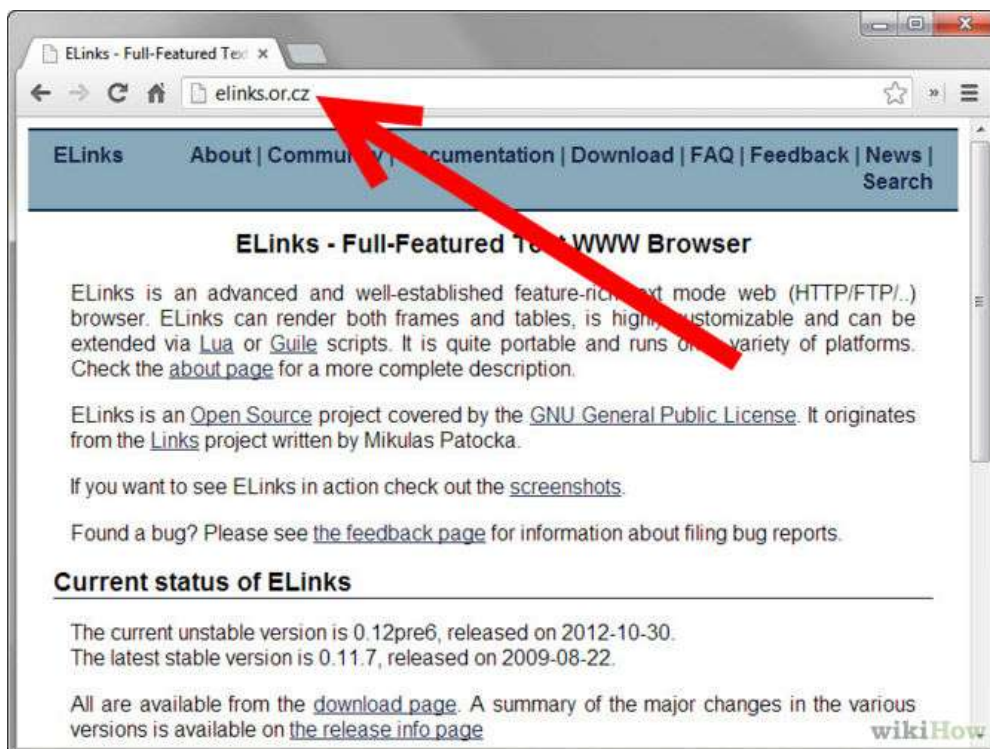 ELinks - Full-Featured Tex
elinks.or.cz
ELinks About | Community | Documentation | Download | FAQ | Feedback | News |
Search
ELinks - Full-Featured Text WWW Browser
ELinks is an advanced and well-established feature-rich text mode web (HTTP/FTP/..)
browser. ELinks can render both frames and tables, is highly customizable and can be
extended via Lua or Guile scripts. It is quite portable and runs on a variety of platforms.
Check the about page for a more complete description.
ELinks is an Open Source project covered by the GNU General Public License. It originates
from the Links project written by Mikulas Patocka.
If you want to see ELinks in action check out the screenshots.
Found a bug? Please see the feedback page for information about filing bug reports.
Current status of ELinks
The current unstable version is 0.12pre6, released on 2012-10-30.
The latest stable version is 0.11.7, released on 2009-08-22.
All are available from the download page. A summary of the major changes in the various
versions is available on the release info page
wikiHow